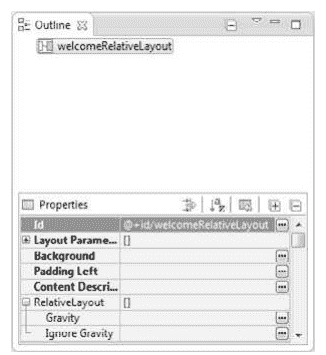 Outline
welcomeRelativeLayout
Properties
Id @+id/welcomeRelativeLayout
Layout Parame... []
Background
Padding Left
Content Descri...
RelativeLayout []
Gravity
Ignore Gravity